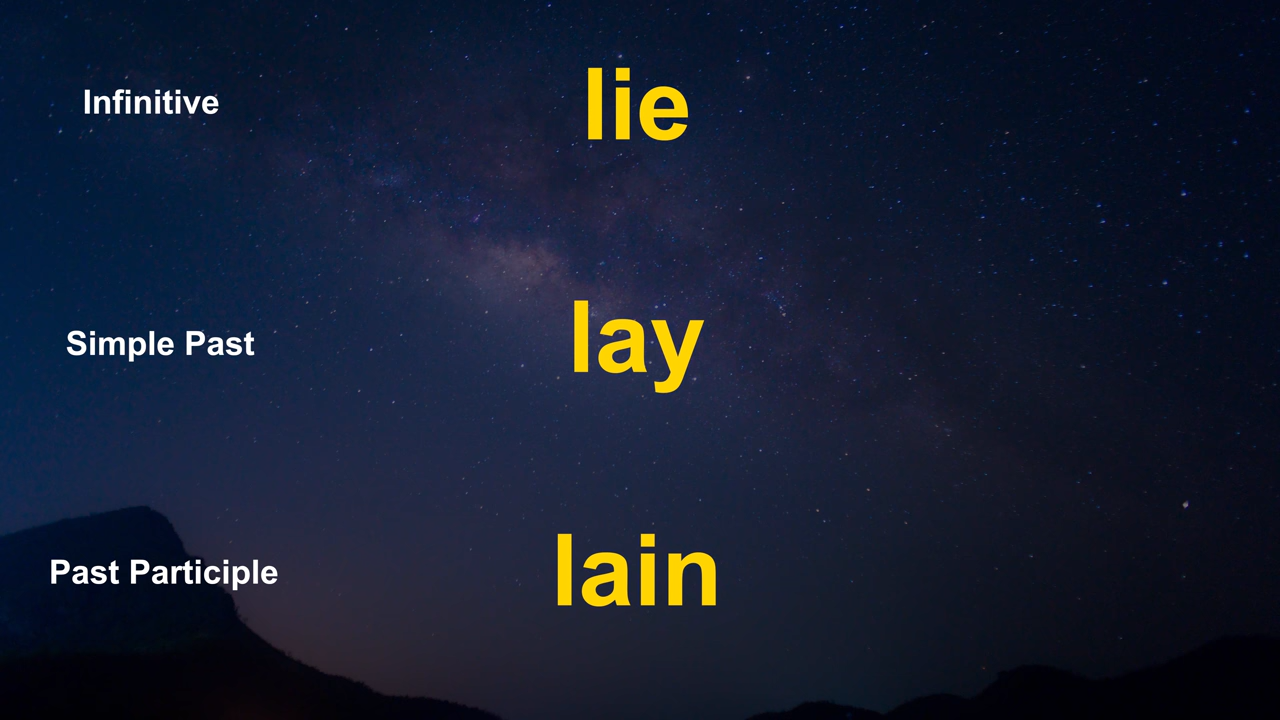 Infinitive
lie
Simple Past
lay
Past Participle
lain